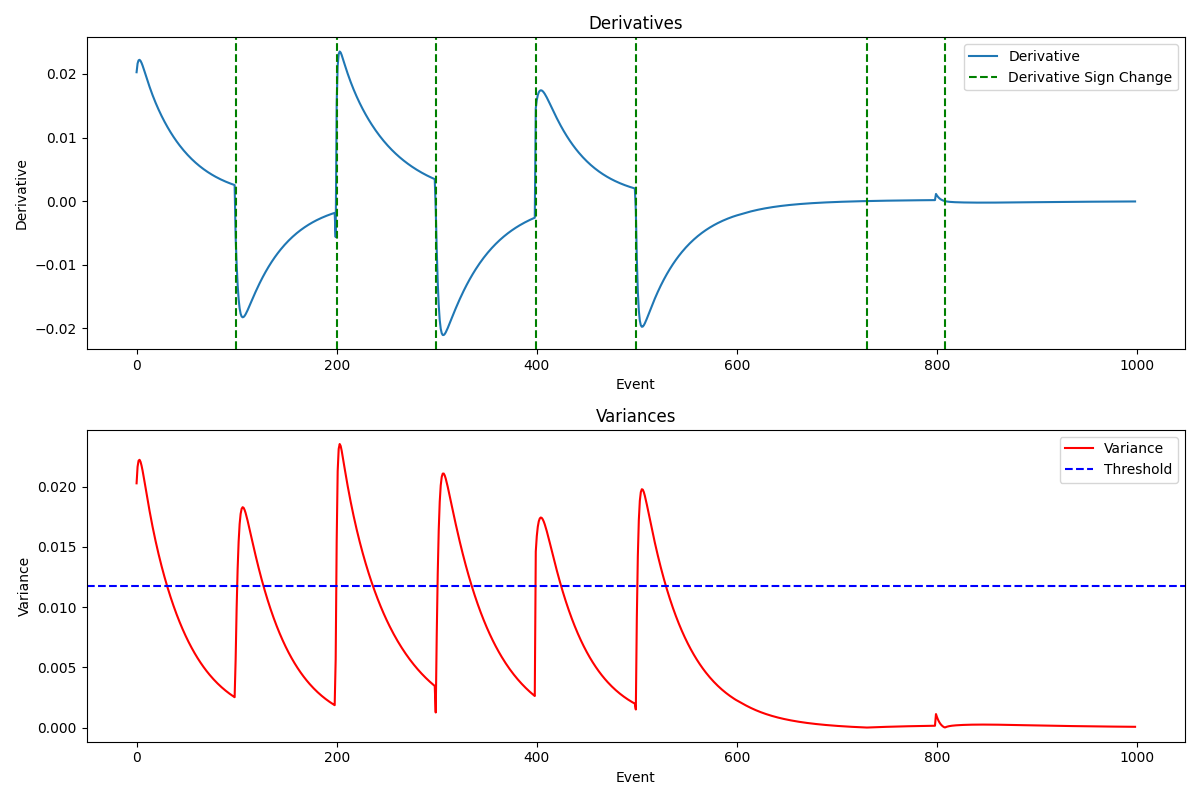 Derivatives
Derivative
Derivative Sign Change
0.02
0.01
0.00
−0.01
−0.02
Derivative
0 200 400 600 800 1000
Event
Variances
Variance
Threshold
0.020
0.015
0.010
0.005
0.000
Variance
0 200 400 600 800 1000
Event